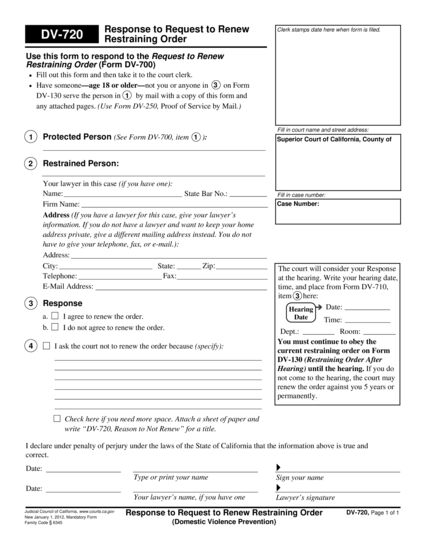 DV-720
Response to Request to Renew
Restraining Order
Clerk stamps date here when form is filed.
Use this form to respond to the Request to Renew
Restraining Order (Form DV-700)
• Fill out this form and then take it to the court clerk.
• Have someone—age 18 or older—not you or anyone in 3 on Form
DV-130 serve the person in 1 by mail with a copy of this form and
any attached pages. (Use Form DV-250, Proof of Service by Mail.)
Fill in court name and street address:
Superior Court of California, County of
1 Protected Person (See Form DV-700, item 1):
2 Restrained Person:
Your lawyer in this case (if you have one):
Name: State Bar No.:
Firm Name:
Fill in case number:
Case Number:
Address (If you have a lawyer for this case, give your lawyer's
information. If you do not have a lawyer and want to keep your home
address private, give a different mailing address instead. You do not
have to give your telephone, fax, or e-mail.):
Address:
City: State: Zip:
Telephone: Fax:
E-Mail Address:
The court will consider your Response
at the hearing. Write your hearing date,
time, and place from Form DV-710,
item 3 here:
Hearing
Date
Date:
Time:
Dept.: Room:
You must continue to obey the
current restraining order on Form
DV-130 (Restraining Order After
Hearing) until the hearing. If you do
not come to the hearing, the court may
renew the order against you 5 years or
permanently.
3 Response
a. I agree to renew the order.
b. I do not agree to renew the order.
4 I ask the court not to renew the order because (specify):
Check here if you need more space. Attach a sheet of paper and
write "DV-720, Reason to Not Renew" for a title.
I declare under penalty of perjury under the laws of the State of California that the information above is true and
correct.
Date:
Type or print your name
Sign your name
Date:
Your lawyer's name, if you have one
Lawyer's signature
Judicial Council of California, www.courts.ca.gov
New January 1, 2012, Mandatory Form
Family Code § 6345
Response to Request to Renew Restraining Order
(Domestic Violence Prevention)
DV-720, Page 1 of 1